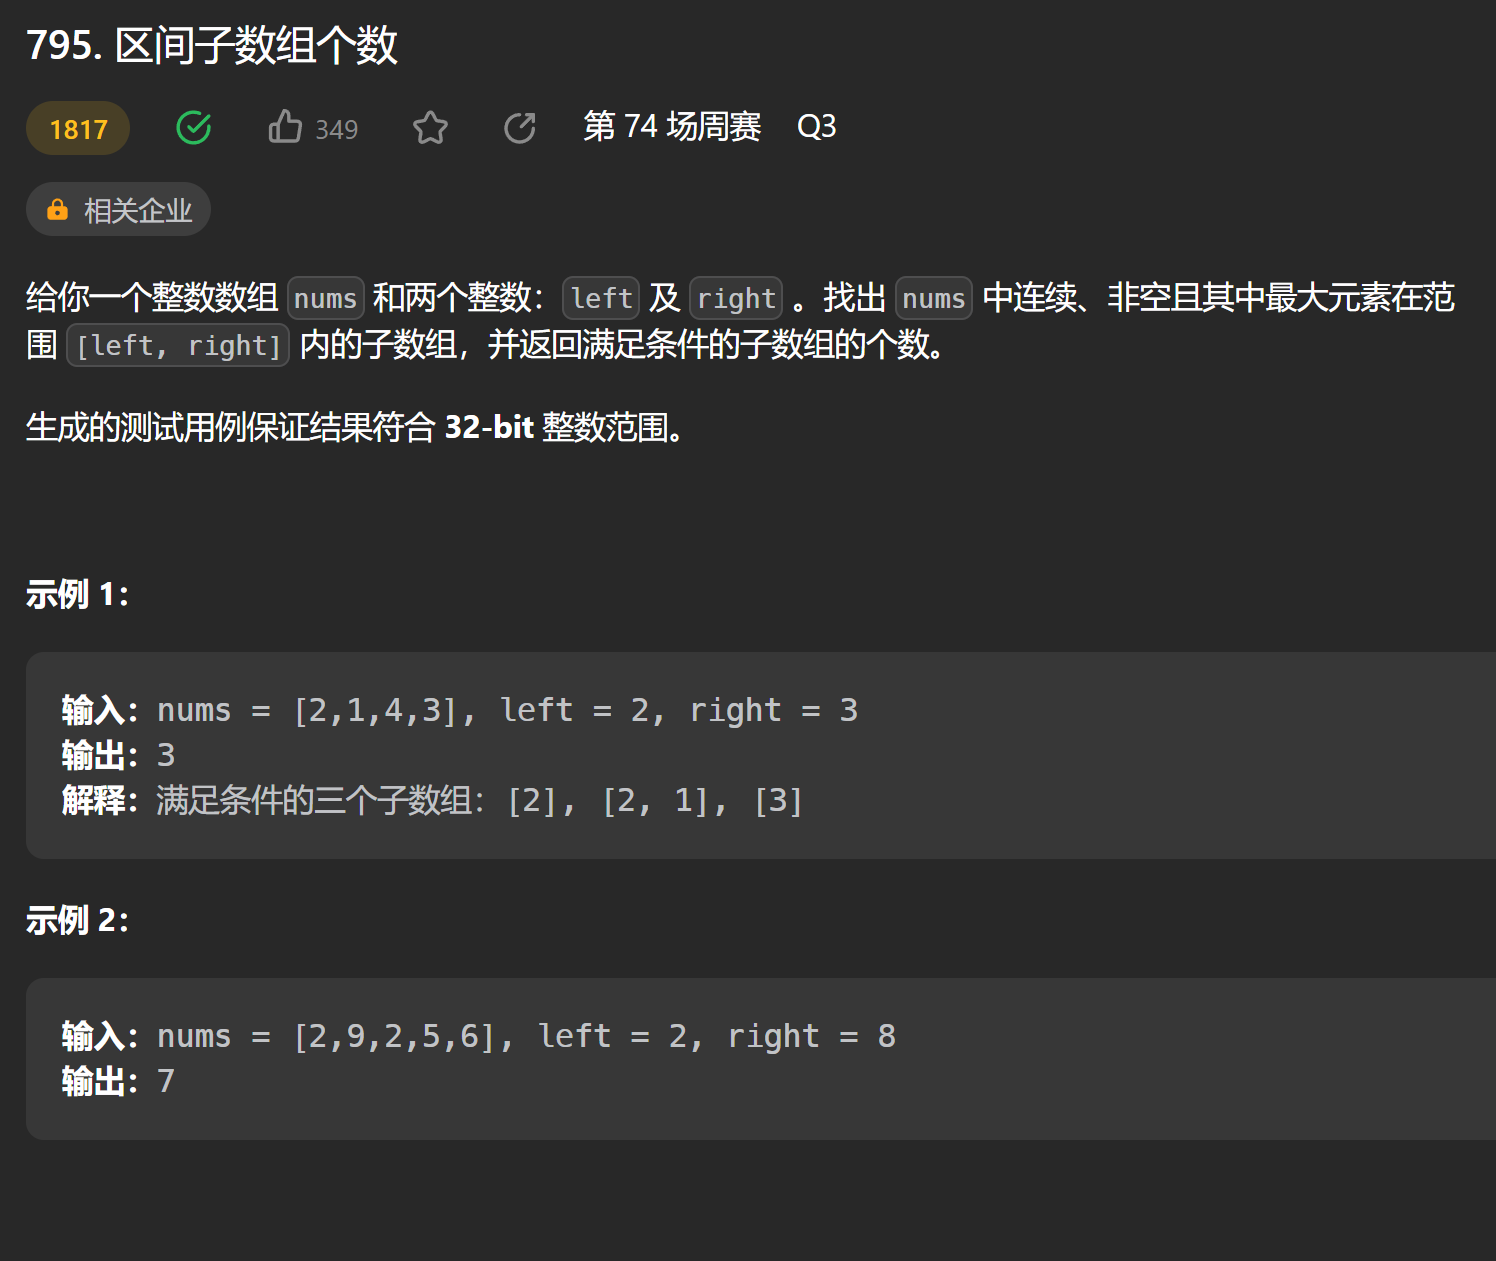 795. 区间子数组个数
1817 349 第 74 场周赛 Q3
相关企业
给你一个整数数组 nums 和两个整数：left 及 right 。找出 nums 中连续、非空且其中最大元素在范
围 [left, right] 内的子数组，并返回满足条件的子数组的个数。
生成的测试用例保证结果符合 32-bit 整数范围。
示例 1：
输入：nums = [2,1,4,3], left = 2, right = 3
输出：3
解释：满足条件的三个子数组：[2], [2, 1], [3]
示例 2：
输入：nums = [2,9,2,5,6], left = 2, right = 8
输出：7